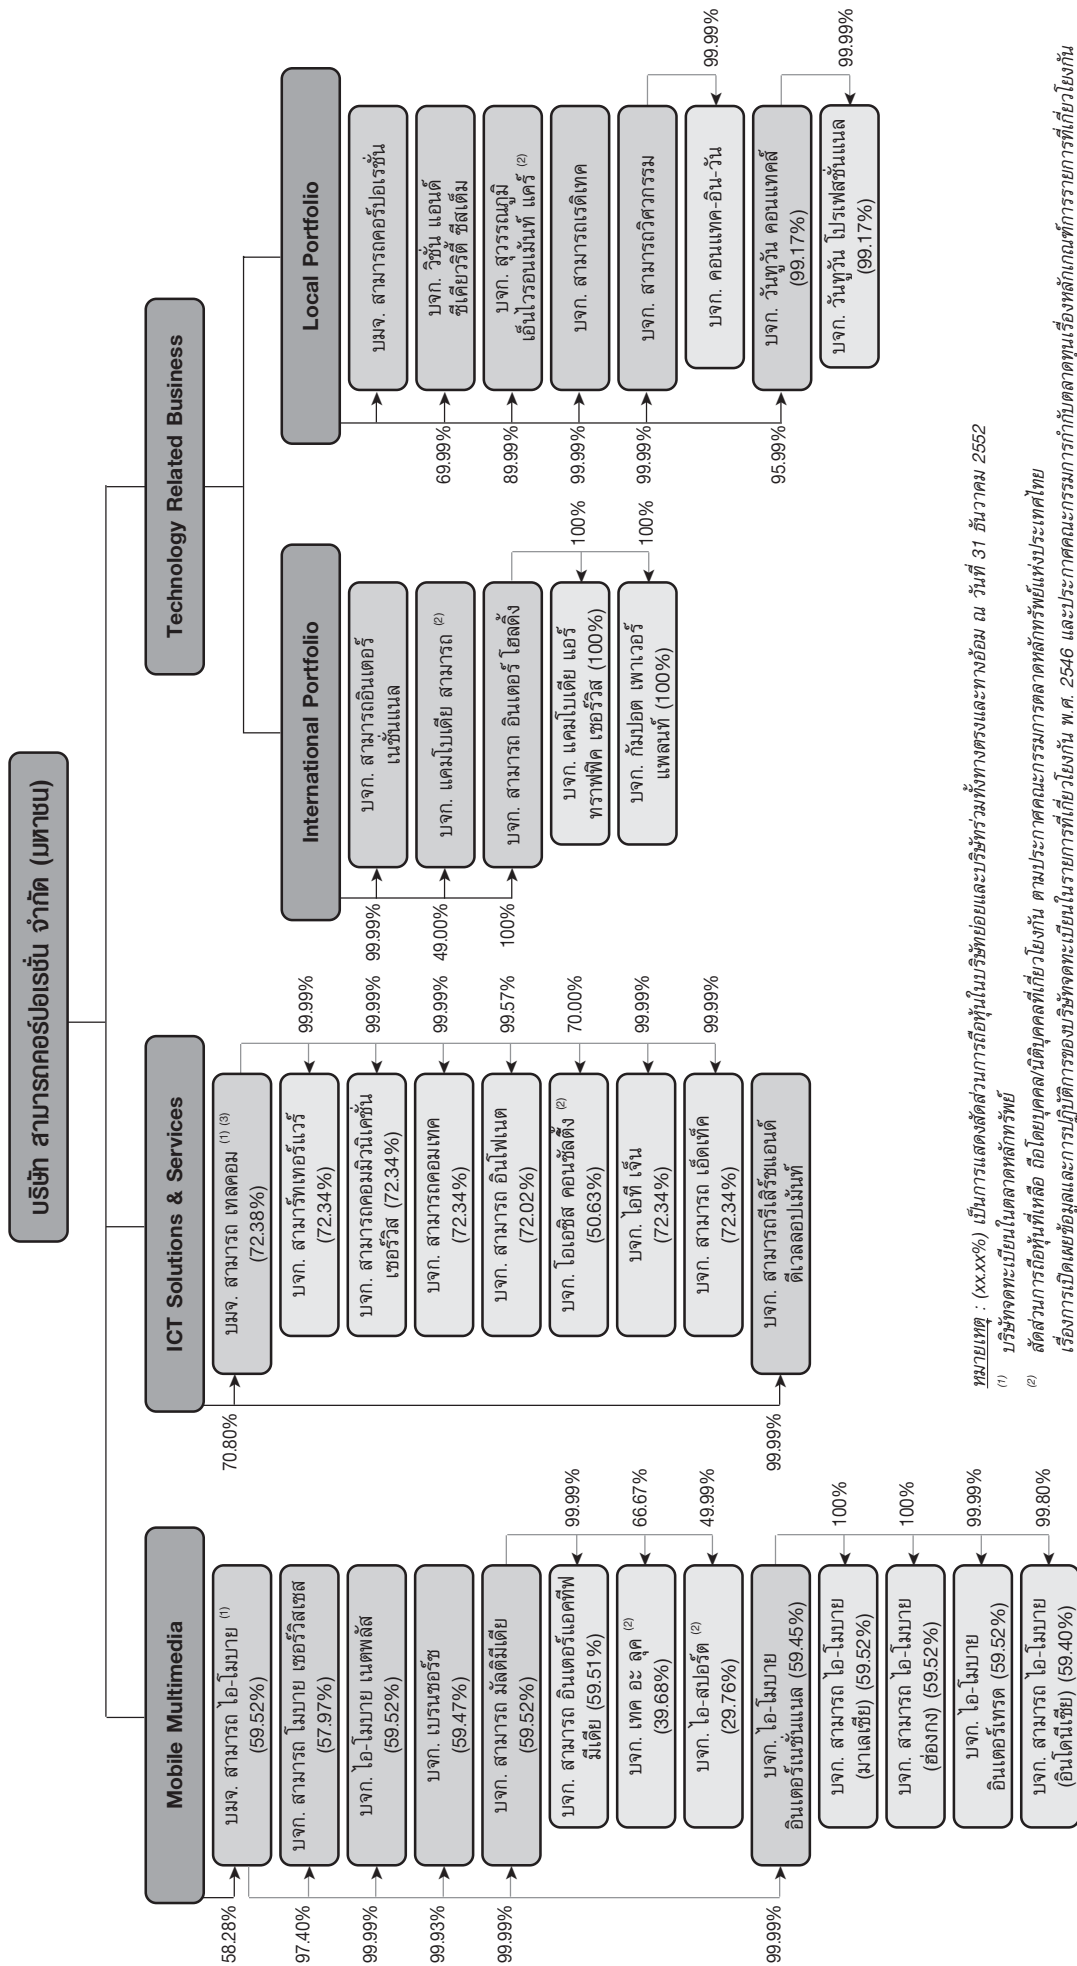 บริษัท สามารถคอร์ปอเรชั่น จำกัด (มหาชน)
Mobile Multimedia
58.28%
บมจ. สามารถ ไอ-โมบาย (1)
(59.52%)
97.40%
บจก. สามารถ โมบาย เซอร์วิสเซส
(57.97%)
99.99%
บจก. ไอ-โมบาย เนตพลัส
(59.52%)
99.93%
บจก. เบรนซอร์ซ
(59.47%)
99.99%
บจก. สามารถ มัลติมีเดีย
(59.52%)
บจก. สามารถ อินเตอร์แอคทีฟ
มีเดีย (59.51%)
99.99%
บจก. เทค อะ ลุค (2)
(39.68%)
66.67%
บจก. ไอ-สปอร์ต (2)
(29.76%)
49.99%
99.99%
บจก. ไอ-โมบาย
อินเตอร์เนชั่นแนล (59.45%)
บจก. สามารถ ไอ-โมบาย
(มาเลเซีย) (59.52%)
100%
บจก. สามารถ ไอ-โมบาย
(ฮ่องกง) (59.52%)
100%
บจก. ไอ-โมบาย
อินเตอร์เทรด (59.52%)
99.99%
บจก. สามารถ ไอ-โมบาย
(อินโดนีเซีย) (59.40%)
99.80%
ICT Solutions & Services
70.80%
บมจ. สามารถ เทลคอม (1) (3)
(72.38%)
บจก. สามาร์ทเทอร์แวร์
(72.34%)
99.99%
บจก. สามารถคอมมิวนิเคชั่น
เซอร์วิส (72.34%)
99.99%
บจก. สามารถคอมเทค
(72.34%)
99.99%
บจก. สามารถ อินโฟเนต
(72.02%)
99.57%
บจก. โอเอซิส คอนซัลติ้ง (2)
(50.63%)
70.00%
บจก. ไอที เจ็น
(72.34%)
99.99%
บจก. สามารถ เอ็ดเท็ค
(72.34%)
99.99%
99.99%
บจก. สามารถรีเสิร์ชแอนด์
ดีเวลลอปเม้นท์
Technology Related Business
International Portfolio
99.99%
บจก. สามารถอินเตอร์
เนชั่นแนล
49.00%
บจก. แคมโบเดีย สามารถ (2)
100%
บจก. สามารถ อินเตอร์ โฮลดิ้ง
บจก. แคมโบเดีย แอร์
ทราฟฟิค เซอร์วิส (100%)
100%
บจก. กัมปอต เพาเวอร์
แพลนท์ (100%)
100%
Local Portfolio
บมจ. สามารถคอร์ปอเรชั่น
69.99%
บจก. วิชั่น แอนด์
ซีเคียวริตี้ ซีสเต็ม
89.99%
บจก. สุวรรณภูมิ
เอ็นไวรอนเม้นท์ แคร์ (2)
99.99%
บจก. สามารถเรดิเทค
99.99%
บจก. สามารถวิศวกรรม
บจก. คอนแทค-อิน-วัน
99.99%
95.99%
บจก. วันทูวัน คอนแทคส์
(99.17%)
บจก. วันทูวัน โปรเฟสชั่นแนล
(99.17%)
99.99%
หมายเหตุ : (xx.xx%) เป็นการแสดงสัดส่วนการถือหุ้นในบริษัทย่อยและบริษัทร่วมทั้งทางตรงและทางอ้อม ณ วันที่ 31 ธันวาคม 2552
(1) บริษัทจดทะเบียนในตลาดหลักทรัพย์
(2) สัดส่วนการถือหุ้นที่เหลือ ถือโดยบุคคล/นิติบุคคลที่เกี่ยวโยงกัน ตามประกาศคณะกรรมการตลาดหลักทรัพย์แห่งประเทศไทย
เรื่องการเปิดเผยข้อมูลและการปฏิบัติการของบริษัทจดทะเบียนในรายการที่เกี่ยวโยงกัน พ.ศ. 2546 และประกาศคณะกรรมการกำกับตลาดทุนเรื่องหลักเกณฑ์การรายการที่เกี่ยวโยงกัน